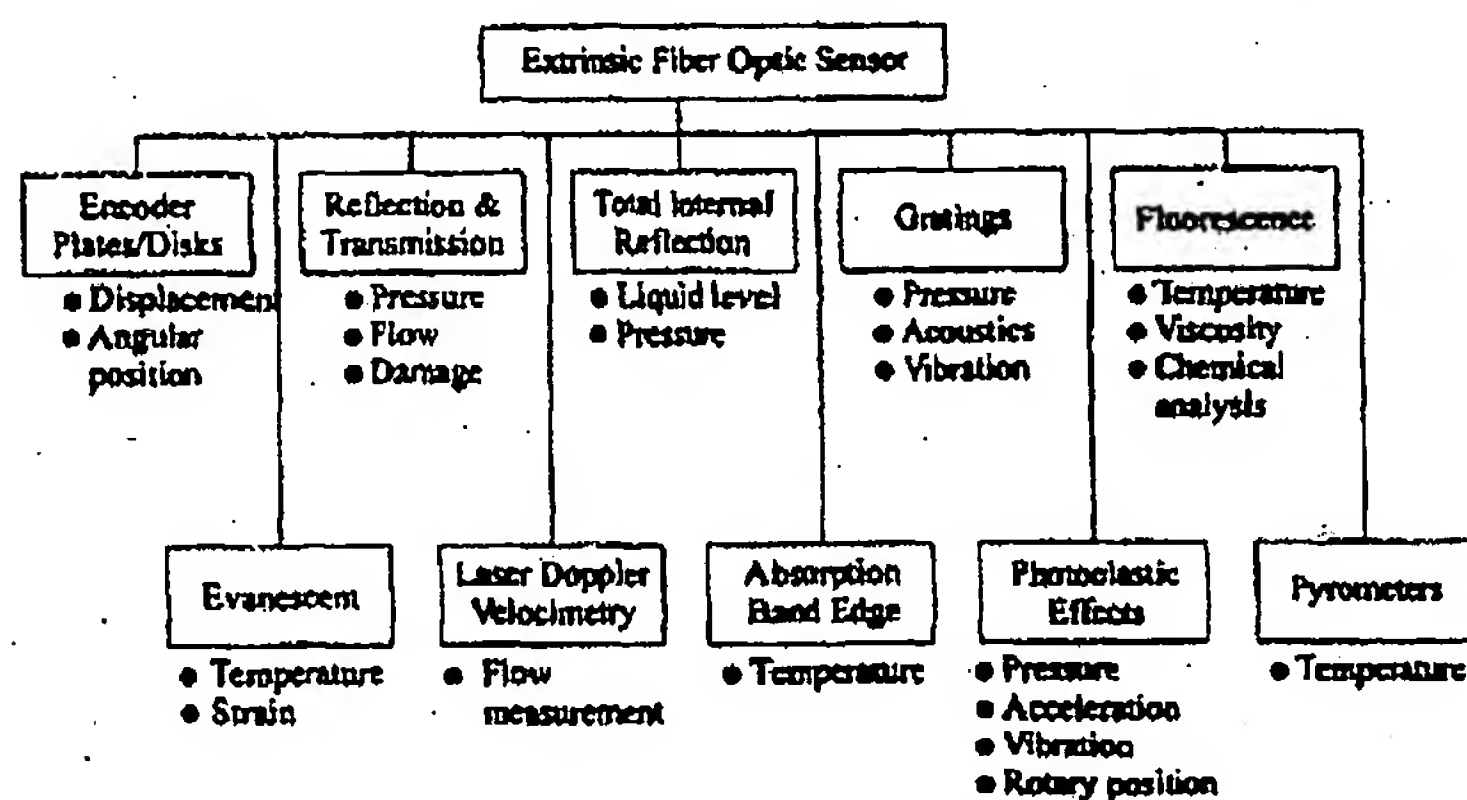 Extrinsic Fiber Optic Sensor
Encoder
Plates/Disks
● Displacement
● Angular
position
Reflection &
Transmission
● Pressure
● Flow
● Damage
Total Internal
Reflection
● Liquid level
● Pressure
Gratings
● Pressure
● Acoustics
● Vibration
Fluorescence
● Temperature
● Viscosity
● Chemical
analysis
Evanescent
● Temperature
● Strain
Laser Doppler
Velocimetry
● Flow
measurement
Absorption
Band Edge
● Temperature
Photoelastic
Effects
● Pressure
● Acceleration
● Vibration
● Rotary position
Pyrometers
● Temperature